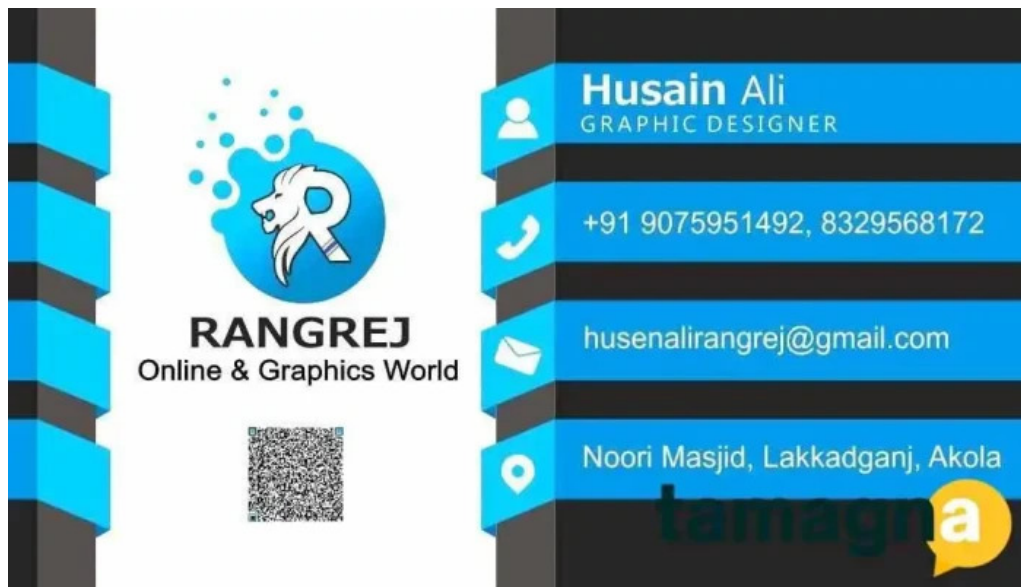 R
RANGREJ
Online & Graphics World
Husain Ali
GRAPHIC DESIGNER
+91 9075951492, 8329568172
husenalirangrej@gmail.com
Noori Masjid, Lakkadganj, Akola
tamagna